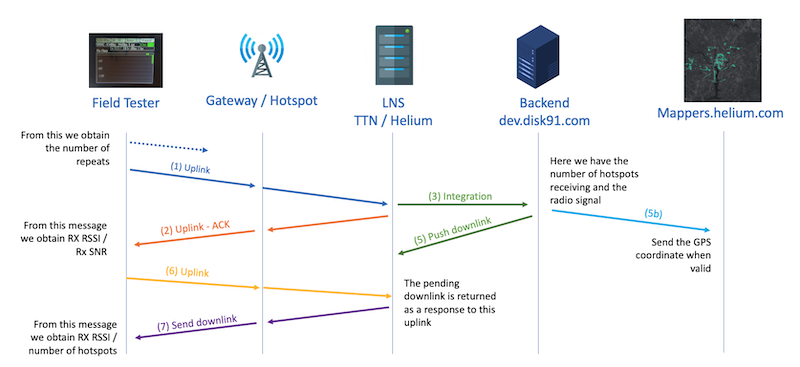 Field Tester
Gateway / Hotspot
LNS
TTN / Helium
Backend
dev.disk91.com
Mappers.helium.com
From this we obtain
the number of
repeats
(1) Uplink
Here we have the
number of hotspots
receiving and the
radio signal
(3) Integration
(5b)
From this message
we obtain RX RSSI /
Rx SNR
(2) Uplink - ACK
(5) Push downlink
Send the GPS
coordinate when
valid
(6) Uplink
The pending
downlink is returned
as a response to this
uplink
From this message
we obtain RX RSSI /
number of hotspots
(7) Send downlink